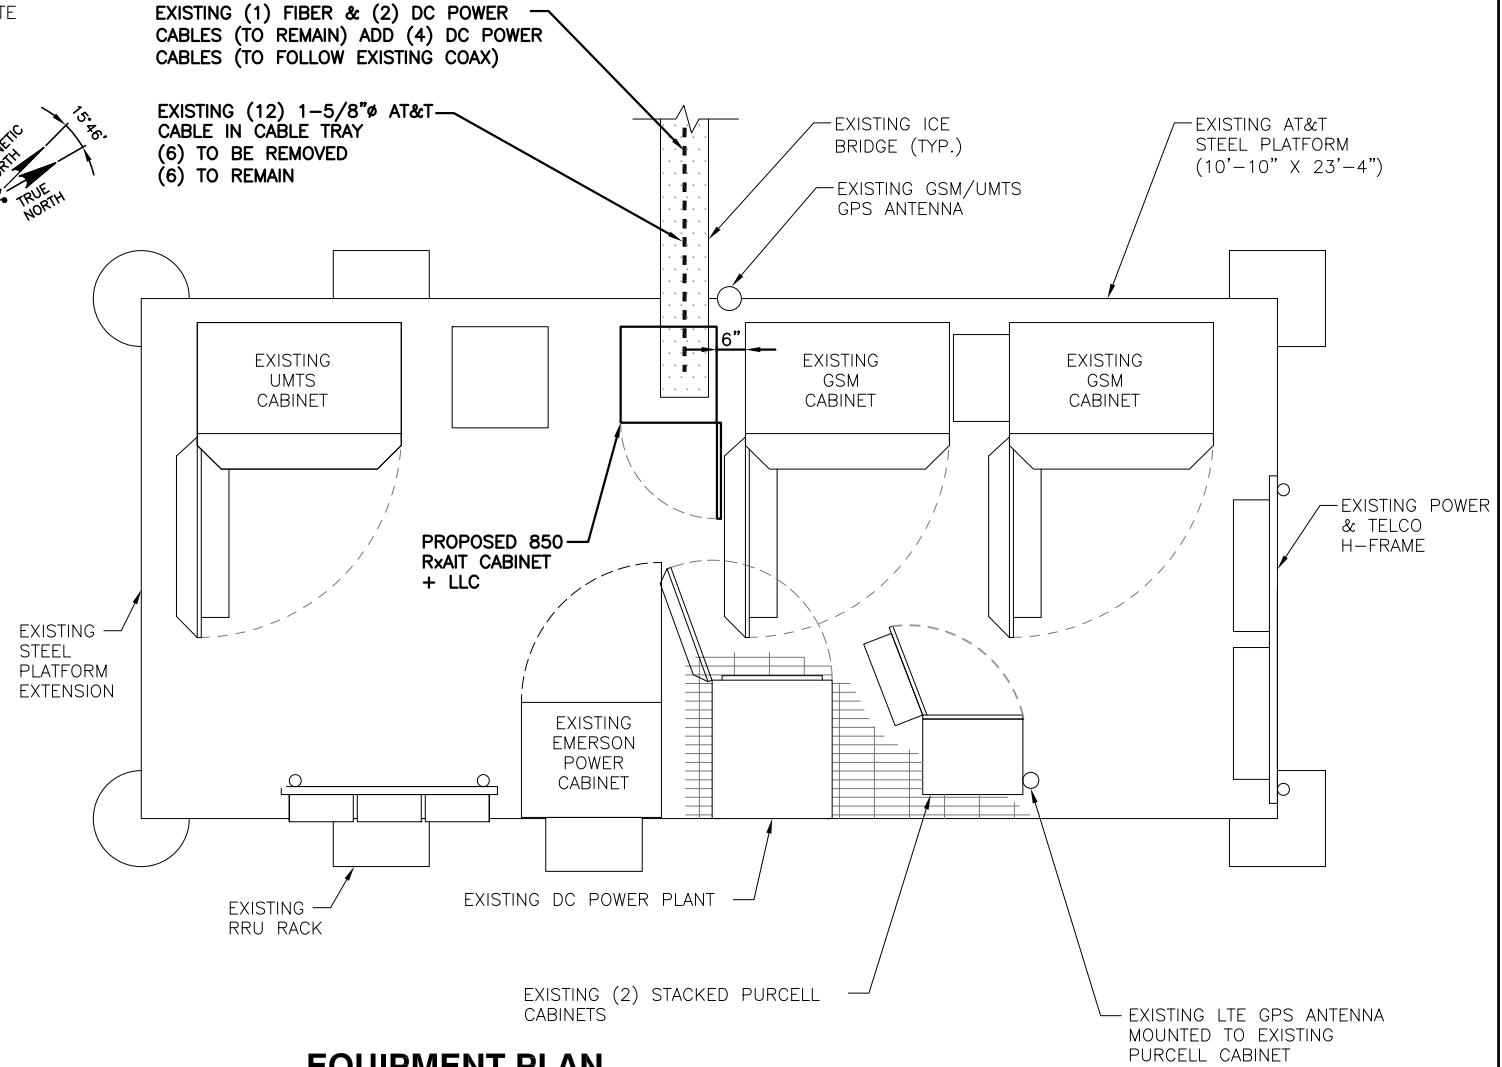 EXISTING (1) FIBER & (2) DC POWER
CABLES (TO REMAIN) ADD (4) DC POWER
CABLES (TO FOLLOW EXISTING COAX)
EXISTING (12) 1-5/8"ø AT&T
CABLE IN CABLE TRAY
(6) TO BE REMOVED
(6) TO REMAIN
15°46'
TRUE
NORTH
EXISTING ICE
BRIDGE (TYP.)
EXISTING GSM/UMTS
GPS ANTENNA
EXISTING AT&T
STEEL PLATFORM
(10'-10" X 23'-4")
EXISTING
UMTS
CABINET
6"
EXISTING
GSM
CABINET
EXISTING
GSM
CABINET
PROPOSED 850
RxAIT CABINET
+ LLC
EXISTING POWER
& TELCO
H-FRAME
EXISTING
STEEL
PLATFORM
EXTENSION
EXISTING
EMERSON
POWER
CABINET
EXISTING
RRU RACK
EXISTING DC POWER PLANT
EXISTING (2) STACKED PURCELL
CABINETS
EXISTING LTE GPS ANTENNA
MOUNTED TO EXISTING
PURCELL CABINET
EQUIPMENT PLAN